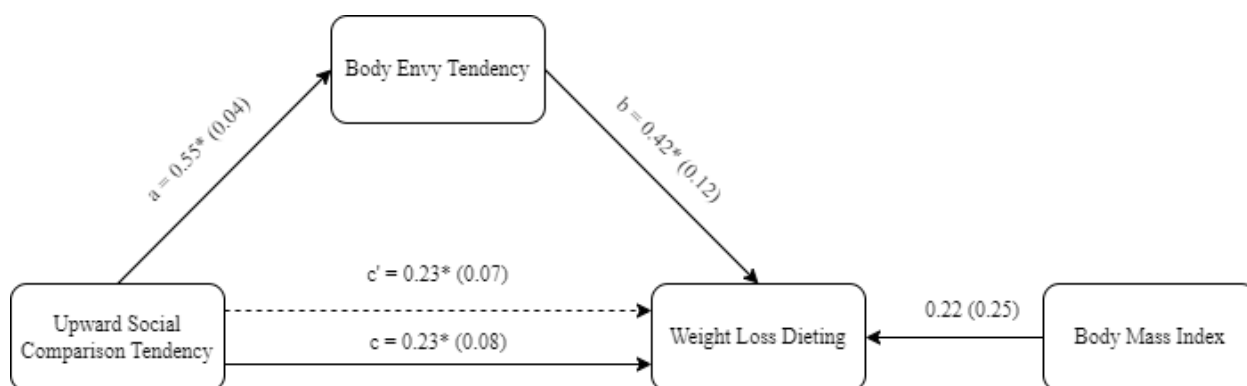 Body Envy Tendency
a = 0.55* (0.04)
b = 0.42* (0.12)
c' = 0.23* (0.07)
c = 0.23* (0.08)
Upward Social
Comparison Tendency
Weight Loss Dieting
0.22 (0.25)
Body Mass Index